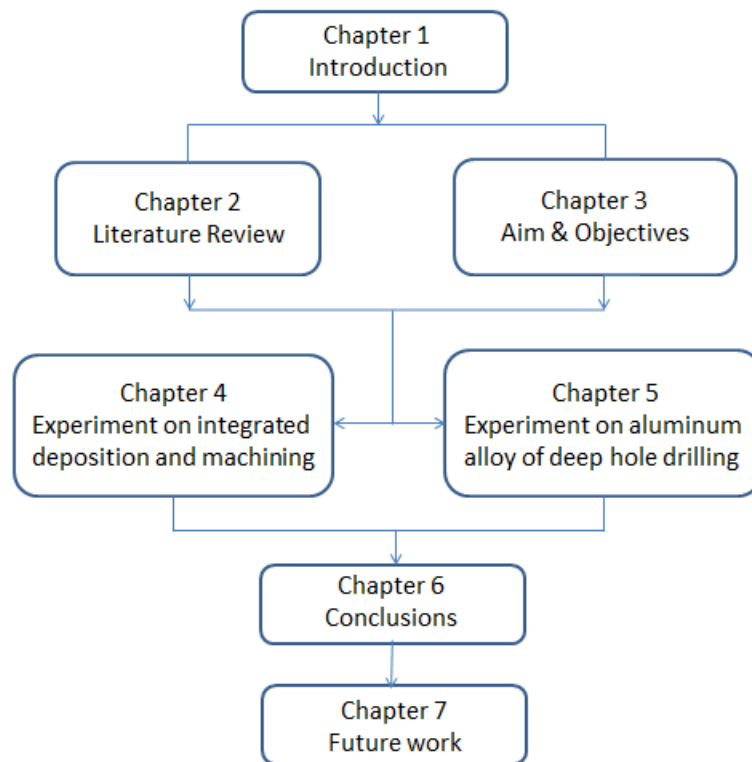 Chapter 1
Introduction
Chapter 2
Literature Review
Chapter 3
Aim & Objectives
Chapter 4
Experiment on integrated
deposition and machining
Chapter 5
Experiment on aluminum
alloy of deep hole drilling
Chapter 6
Conclusions
Chapter 7
Future work